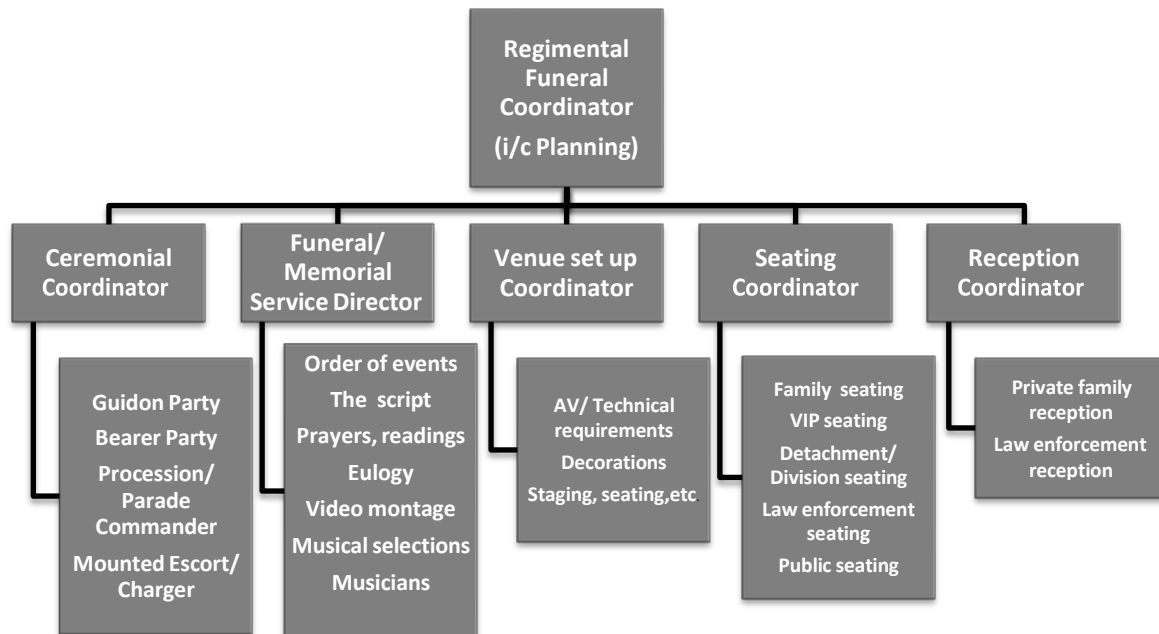 Regimental
Funeral
Coordinator
(i/c Planning)
Ceremonial
Coordinator
Funeral/
Memorial
Service Director
Venue set up
Coordinator
Seating
Coordinator
Reception
Coordinator
Guidon Party
Bearer Party
Procession/
Parade
Commander
Mounted Escort/
Charger
Order of events
The script
Prayers, readings
Eulogy
Video montage
Musical selections
Musicians
AV/ Technical
requirements
Decorations
Staging, seating,etc.
Family seating
VIP seating
Detachment/
Division seating
Law enforcement
seating
Public seating
Private family
reception
Law enforcement
reception